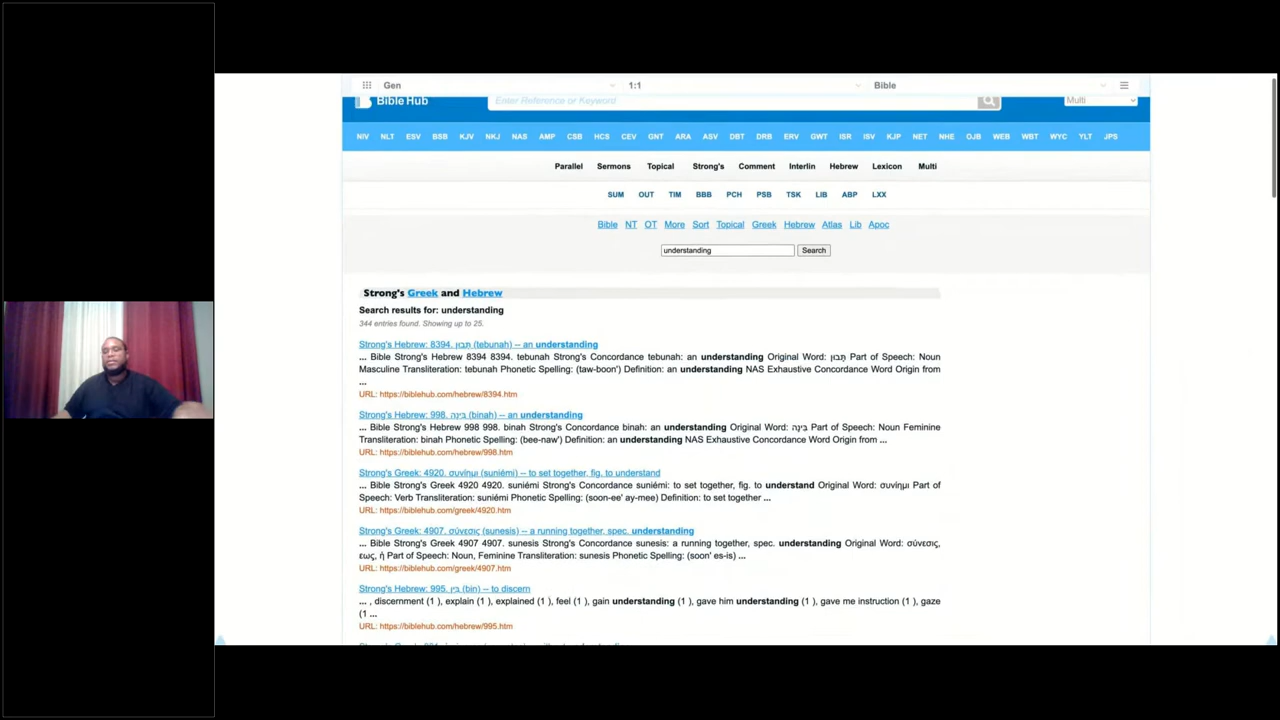 Gen 1:1 Bible
Bible Hub Enter Reference or Keyword Multi
NIV NLT ESV BSB KJV NKJ NAS AMP CSB HCS CEV GNT ARA ASV DBT DRB ERV GWT ISR ISV KJP NET NHE OJB WEB WBT WYC YLT JPS
Parallel Sermons Topical Strong's Comment Interlin Hebrew Lexicon Multi
SUM OUT TIM BBB PCH PSB TSK LIB ABP LXX
Bible NT OT More Sort Topical Greek Hebrew Atlas Lib Apoc
understanding Search
Strong's Greek and Hebrew
Search results for: understanding
344 entries found. Showing up to 25.
Strong's Hebrew: 8394. תָּבוּן (tebunah) -- an understanding
... Bible Strong's Hebrew 8394 8394. tebunah Strong's Concordance tebunah: an understanding Original Word: תָּבוּן Part of Speech: Noun
Masculine Transliteration: tebunah Phonetic Spelling: (taw-boon') Definition: an understanding NAS Exhaustive Concordance Word Origin from
...
URL: https://biblehub.com/hebrew/8394.htm
Strong's Hebrew: 998. בִּינָה (binah) -- an understanding
... Bible Strong's Hebrew 998 998. binah Strong's Concordance binah: an understanding Original Word: בִּינָה Part of Speech: Noun Feminine
Transliteration: binah Phonetic Spelling: (bee-naw') Definition: an understanding NAS Exhaustive Concordance Word Origin from ...
URL: https://biblehub.com/hebrew/998.htm
Strong's Greek: 4920. συνίημι (suniémi) -- to set together, fig. to understand
... Bible Strong's Greek 4920 4920. suniémi Strong's Concordance suniémi: to set together, fig. to understand Original Word: συνίημι Part of
Speech: Verb Transliteration: suniémi Phonetic Spelling: (soon-ee' ay-mee) Definition: to set together ...
URL: https://biblehub.com/greek/4920.htm
Strong's Greek: 4907. σύνεσις (sunesis) -- a running together, spec. understanding
... Bible Strong's Greek 4907 4907. sunesis Strong's Concordance sunesis: a running together, spec. understanding Original Word: σύνεσις,
εως, ἡ Part of Speech: Noun, Feminine Transliteration: sunesis Phonetic Spelling: (soon' es-is) ...
URL: https://biblehub.com/greek/4907.htm
Strong's Hebrew: 995. בִּין (bin) -- to discern
... , discernment (1 ), explain (1 ), explained (1 ), feel (1 ), gain understanding (1 ), gave him understanding (1 ), gave me instruction (1 ), gaze
(1 ...
URL: https://biblehub.com/hebrew/995.htm